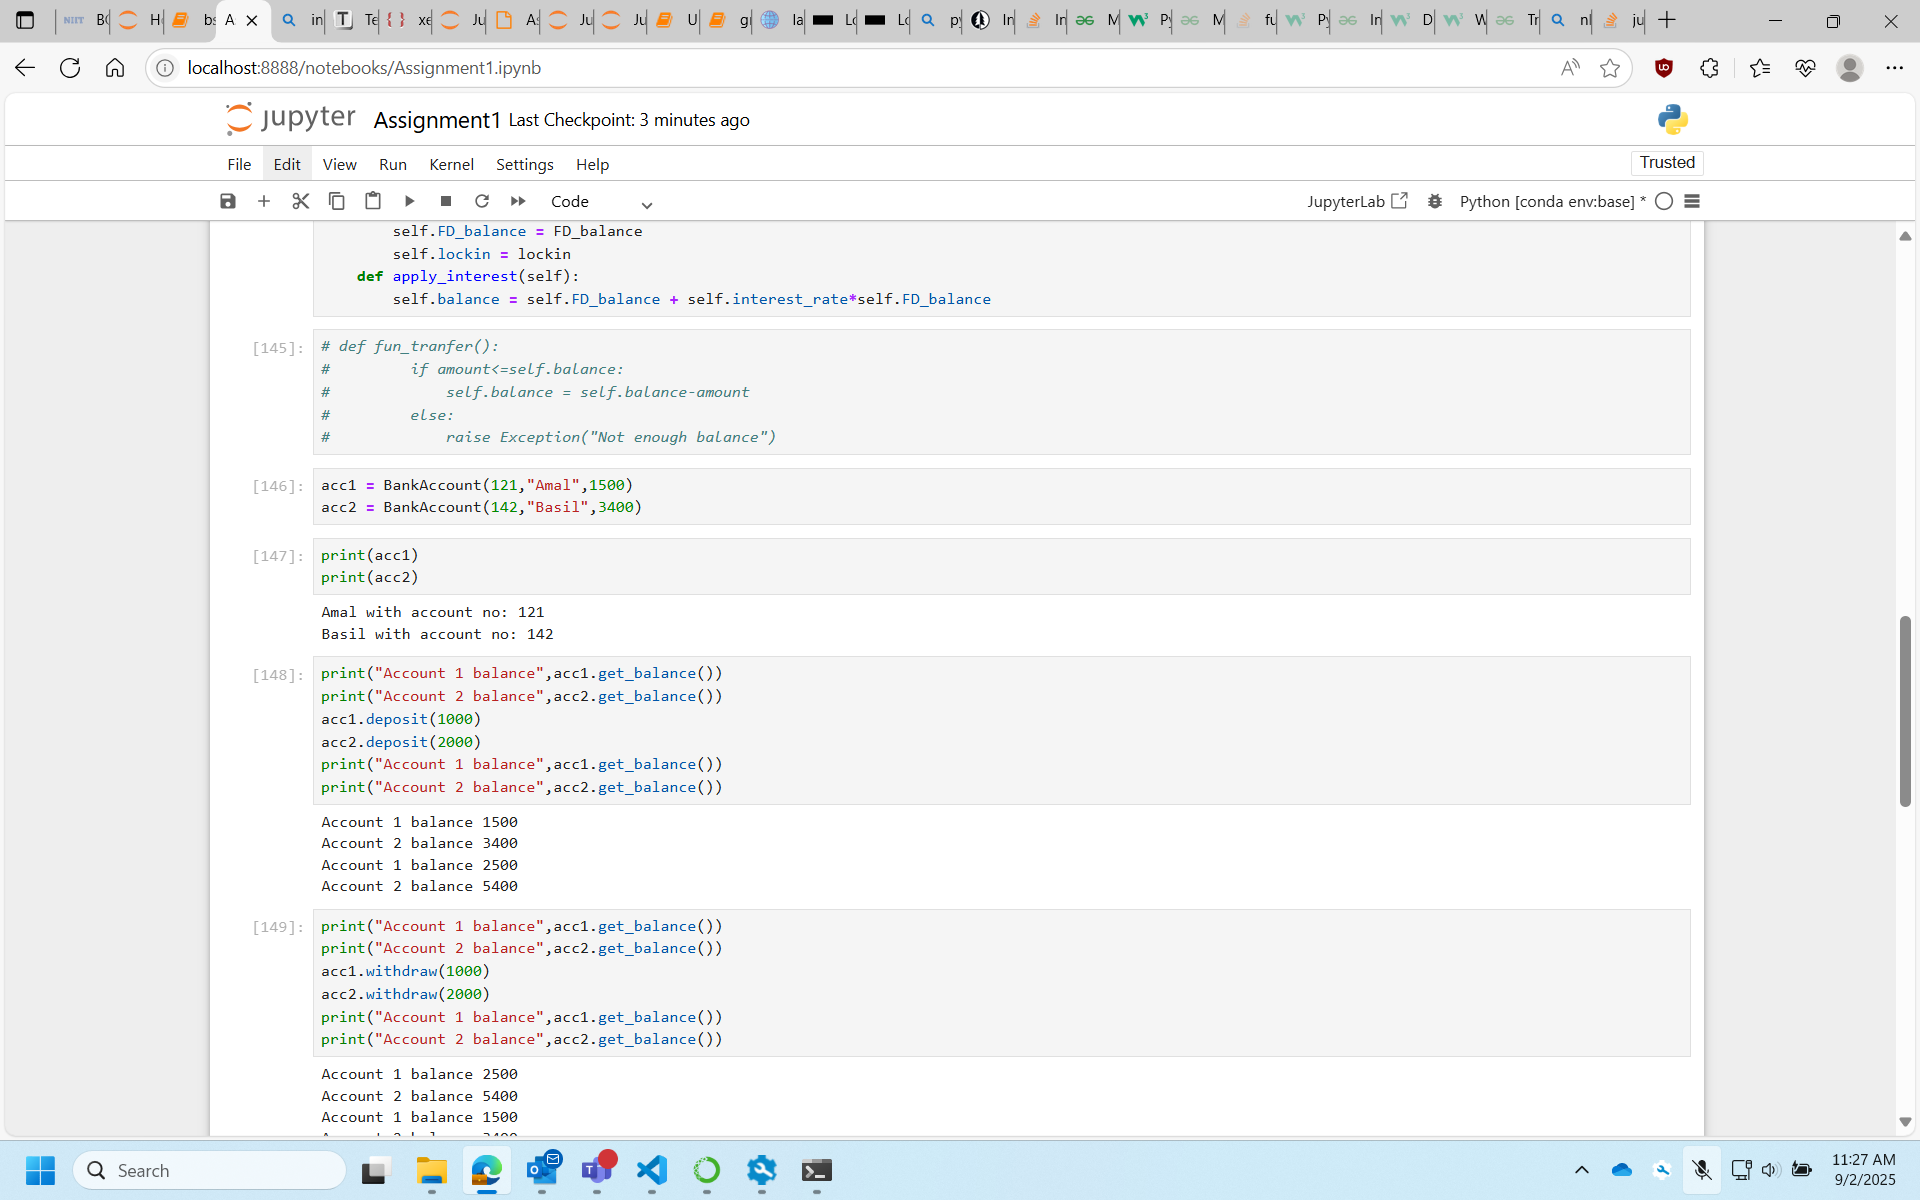 NIIT BC
H
bs
A
in
Te
xe
Ju
As
Ju
Ju
U
gr
la
Lo
Lo
py
In
In
M
Py
M
fu
Py
In
D
W
Tr
nl
ju
localhost:8888/notebooks/Assignment1.ipynb
jupyter Assignment1 Last Checkpoint: 3 minutes ago
File Edit View Run Kernel Settings Help
Trusted
Code
JupyterLab
Python [conda env:base] *
self.FD_balance = FD_balance
self.lockin = lockin
def apply_interest(self):
self.balance = self.FD_balance + self.interest_rate*self.FD_balance
[145]:
# def fun_tranfer():
#         if amount<=self.balance:
#             self.balance = self.balance-amount
#         else:
#             raise Exception("Not enough balance")
[146]:
acc1 = BankAccount(121,"Amal",1500)
acc2 = BankAccount(142,"Basil",3400)
[147]:
print(acc1)
print(acc2)
Amal with account no: 121
Basil with account no: 142
[148]:
print("Account 1 balance",acc1.get_balance())
print("Account 2 balance",acc2.get_balance())
acc1.deposit(1000)
acc2.deposit(2000)
print("Account 1 balance",acc1.get_balance())
print("Account 2 balance",acc2.get_balance())
Account 1 balance 1500
Account 2 balance 3400
Account 1 balance 2500
Account 2 balance 5400
[149]:
print("Account 1 balance",acc1.get_balance())
print("Account 2 balance",acc2.get_balance())
acc1.withdraw(1000)
acc2.withdraw(2000)
print("Account 1 balance",acc1.get_balance())
print("Account 2 balance",acc2.get_balance())
Account 1 balance 2500
Account 2 balance 5400
Account 1 balance 1500
Search
11:27 AM
9/2/2025